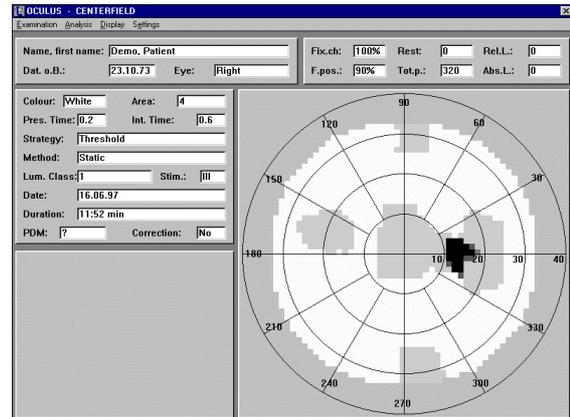 OCULUS - CENTERFIELD
Examination Analysis Display Settings
Name, first name: Demo, Patient
Dat. o.B.: 23.10.73 Eye: Right
Fix.ch: 100% Rest: 0 Rel.L.: 0
F.pos.: 90% Tot.p.: 320 Abs.L.: 0
Colour: White Area: 4
Pres. Time: 0.2 Int. Time: 0.6
Strategy: Threshold
Method: Static
Lum. Class: 1 Stim.: III
Date: 16.06.97
Duration: 11:52 min
PDM: ? Correction: No
90
120 60
150 30
180 10 20 30 40
210 330
240 300
270